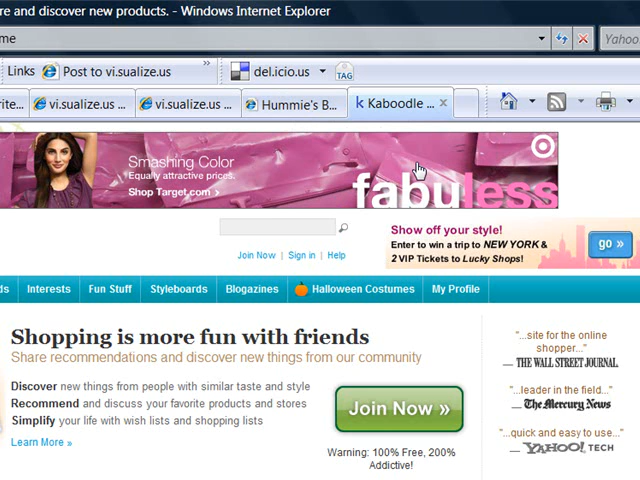 re and discover new products. - Windows Internet Explorer
me
Yahoo
Links
Post to vi.sualize.us
»
del.icio.us
TAG
rite...
vi.sualize.us ...
vi.sualize.us ...
Hummie's B...
k Kaboodle ...
Smashing Color
Equally attractive prices.
Shop Target.com >
fabuless
Join Now | Sign in | Help
Show off your style!
Enter to win a trip to NEW YORK &
2 VIP Tickets to Lucky Shops!
go »
ds
Interests
Fun Stuff
Styleboards
Blogazines
Halloween Costumes
My Profile
Shopping is more fun with friends
Share recommendations and discover new things from our community
Discover new things from people with similar taste and style
Recommend and discuss your favorite products and stores
Simplify your life with wish lists and shopping lists
Learn More »
Join Now »
Warning: 100% Free, 200%
Addictive!
"...site for the online
shopper..."
— THE WALL STREET JOURNAL
"...leader in the field..."
— The Mercury News
"...quick and easy to use..."
— YAHOO! TECH